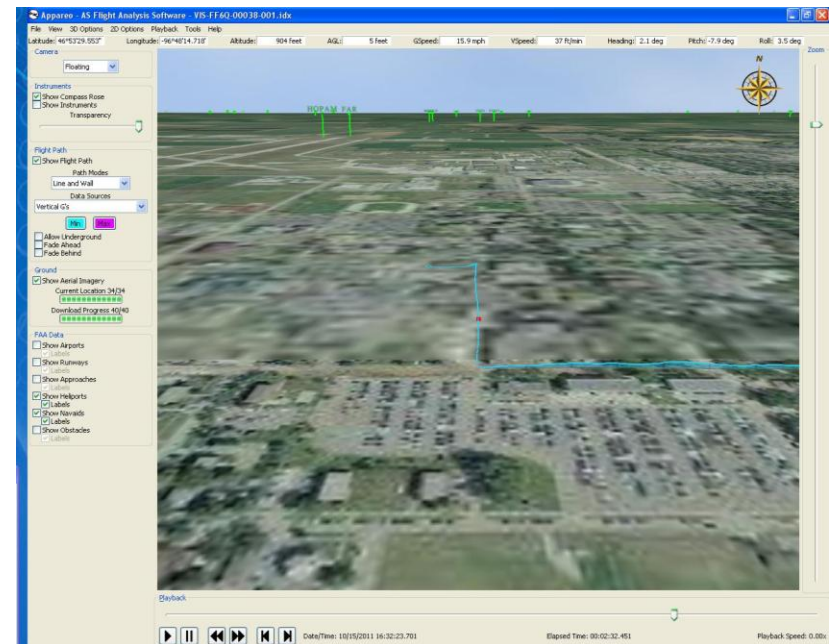 Appareo - AS Flight Analysis Software - VIS-FF6Q-00038-001.idx
File View 3D Options 2D Options Playback Tools Help
Latitude: 46°53'29.553" Longitude: -96°48'14.718' Altitude: 904 feet AGL: 5 feet GSpeed: 15.9 mph VSpeed: 37 ft/min Heading: 2.1 deg Pitch: -7.9 deg Roll: 3.5 deg
Camera
Floating
Zoom
N
Instruments
Show Compass Rose
Show Instruments
Transparency
HOPAM FAR
Flight Path
Show Flight Path
Path Modes
Line and Wall
Data Sources
Vertical G's
Min
Max
Allow Underground
Fade Ahead
Fade Behind
Ground
Show Aerial Imagery
Current Location 34/34
Download Progress 40/40
FAA Data
Show Airports
Labels
Show Runways
Labels
Show Approaches
Labels
Show Heliports
Labels
Show Navaids
Labels
Show Obstacles
Labels
Playback
Date/Time: 10/15/2011 16:32:23.701 Elapsed Time: 00:02:32.451 Playback Speed: 0.00x